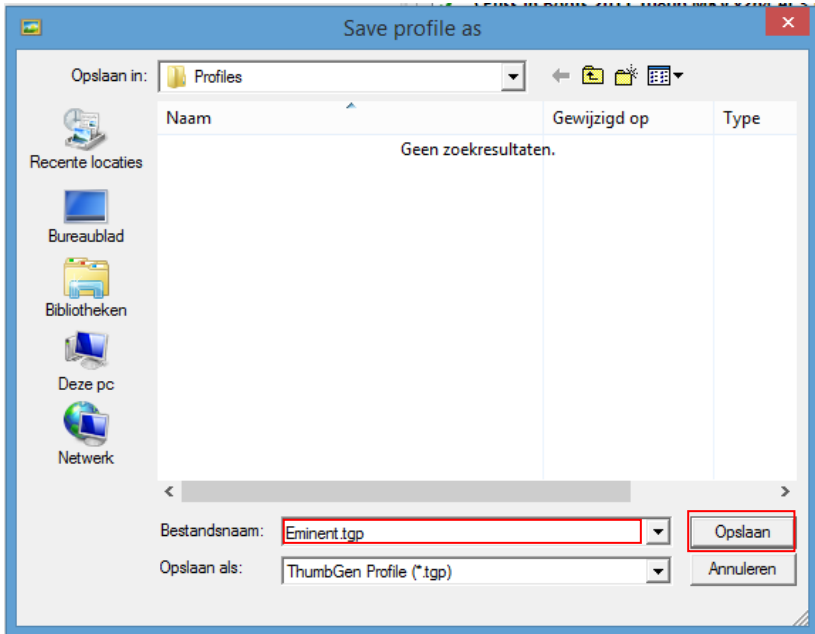 Save profile as
Opslaan in: Profiles
Naam Gewijzigd op Type
Geen zoekresultaten.
Recente locaties
Bureaublad
Bibliotheken
Deze pc
Netwerk
Bestandsnaam: Eminent.tgp Opslaan
Opslaan als: ThumbGen Profile (*.tgp) Annuleren